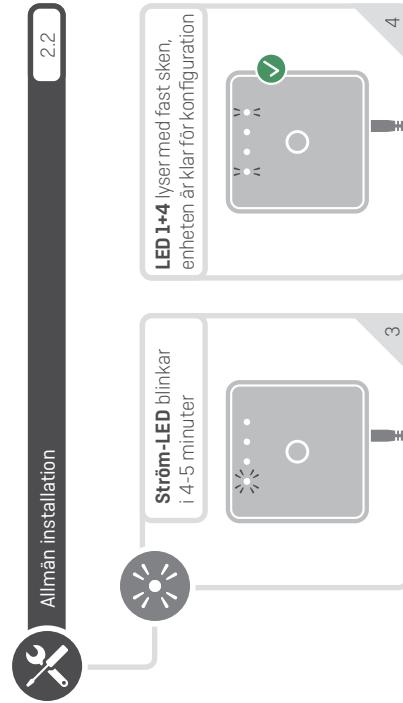 Allmän installation
2.2
Ström-LED blinkar
i 4-5 minuter
3
LED 1+4 lyser med fast sken,
enheten är klar för konfiguration
4